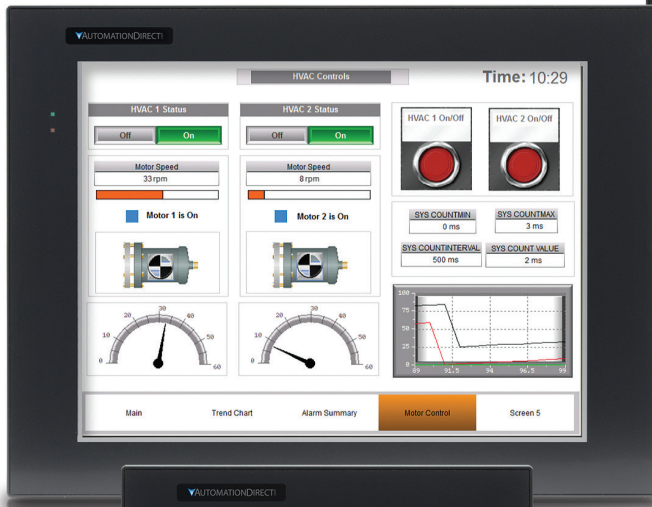 AUTOMATIONDIRECT
HVAC Controls
Time: 10:29
HVAC 1 Status
Off On
Motor Speed
33 rpm
Motor 1 is On
0 10 20 30 40 50 60
HVAC 2 Status
Off On
Motor Speed
8 rpm
Motor 2 is On
0 10 20 30 40 50 60
HVAC 1 On/Off
HVAC 2 On/Off
SYS COUNTMIN
0 ms
SYS COUNTMAX
3 ms
SYS COUNTINTERVAL
500 ms
SYS COUNT VALUE
2 ms
100
75
50
25
0
89 91.5 94 96.5 99
Main Trend Chart Alarm Summary Motor Control Screen 5
AUTOMATIONDIRECT